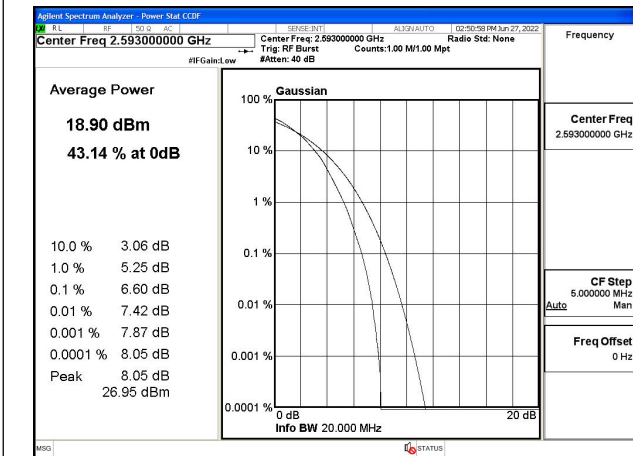 Agilent Spectrum Analyzer - Power Stat CCDF
RL RF 50 Ω AC SENSE:INT ALIGN AUTO 02:50:58 PM Jun 27, 2022
Center Freq 2.593000000 GHz
Center Freq: 2.593000000 GHz Radio Std: None
Trig: RF Burst Counts:1.00 M/1.00 Mpt
#IFGain:Low #Atten: 40 dB
Frequency
Average Power
18.90 dBm
43.14 % at 0dB
10.0 % 3.06 dB
1.0 % 5.25 dB
0.1 % 6.60 dB
0.01 % 7.42 dB
0.001 % 7.87 dB
0.0001 % 8.05 dB
Peak 8.05 dB
26.95 dBm
Gaussian
100 %
10 %
1 %
0.1 %
0.01 %
0.001 %
0.0001 %
0 dB 20 dB
Info BW 20.000 MHz
Center Freq
2.593000000 GHz
CF Step
5.000000 MHz
Auto Man
Freq Offset
0 Hz
MSG STATUS